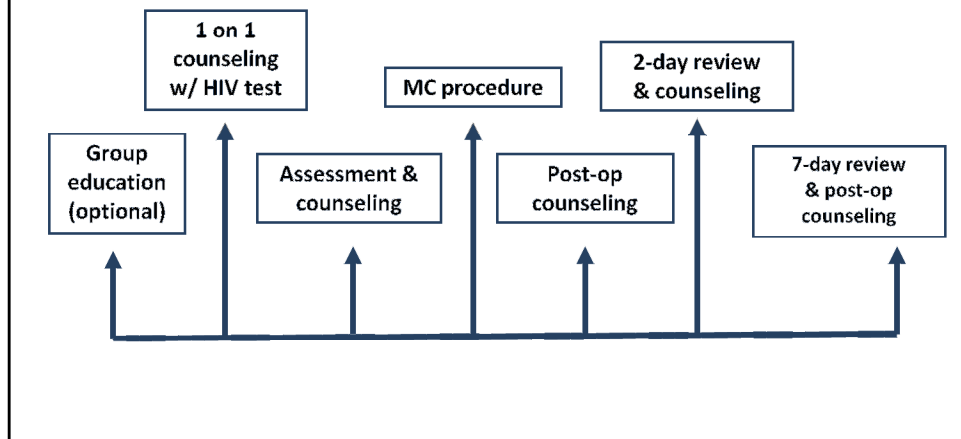 1 on 1
counseling
w/ HIV test
2-day review
& counseling
MC procedure
Group
education
(optional)
Assessment &
counseling
Post-op
counseling
7-day review
& post-op
counseling